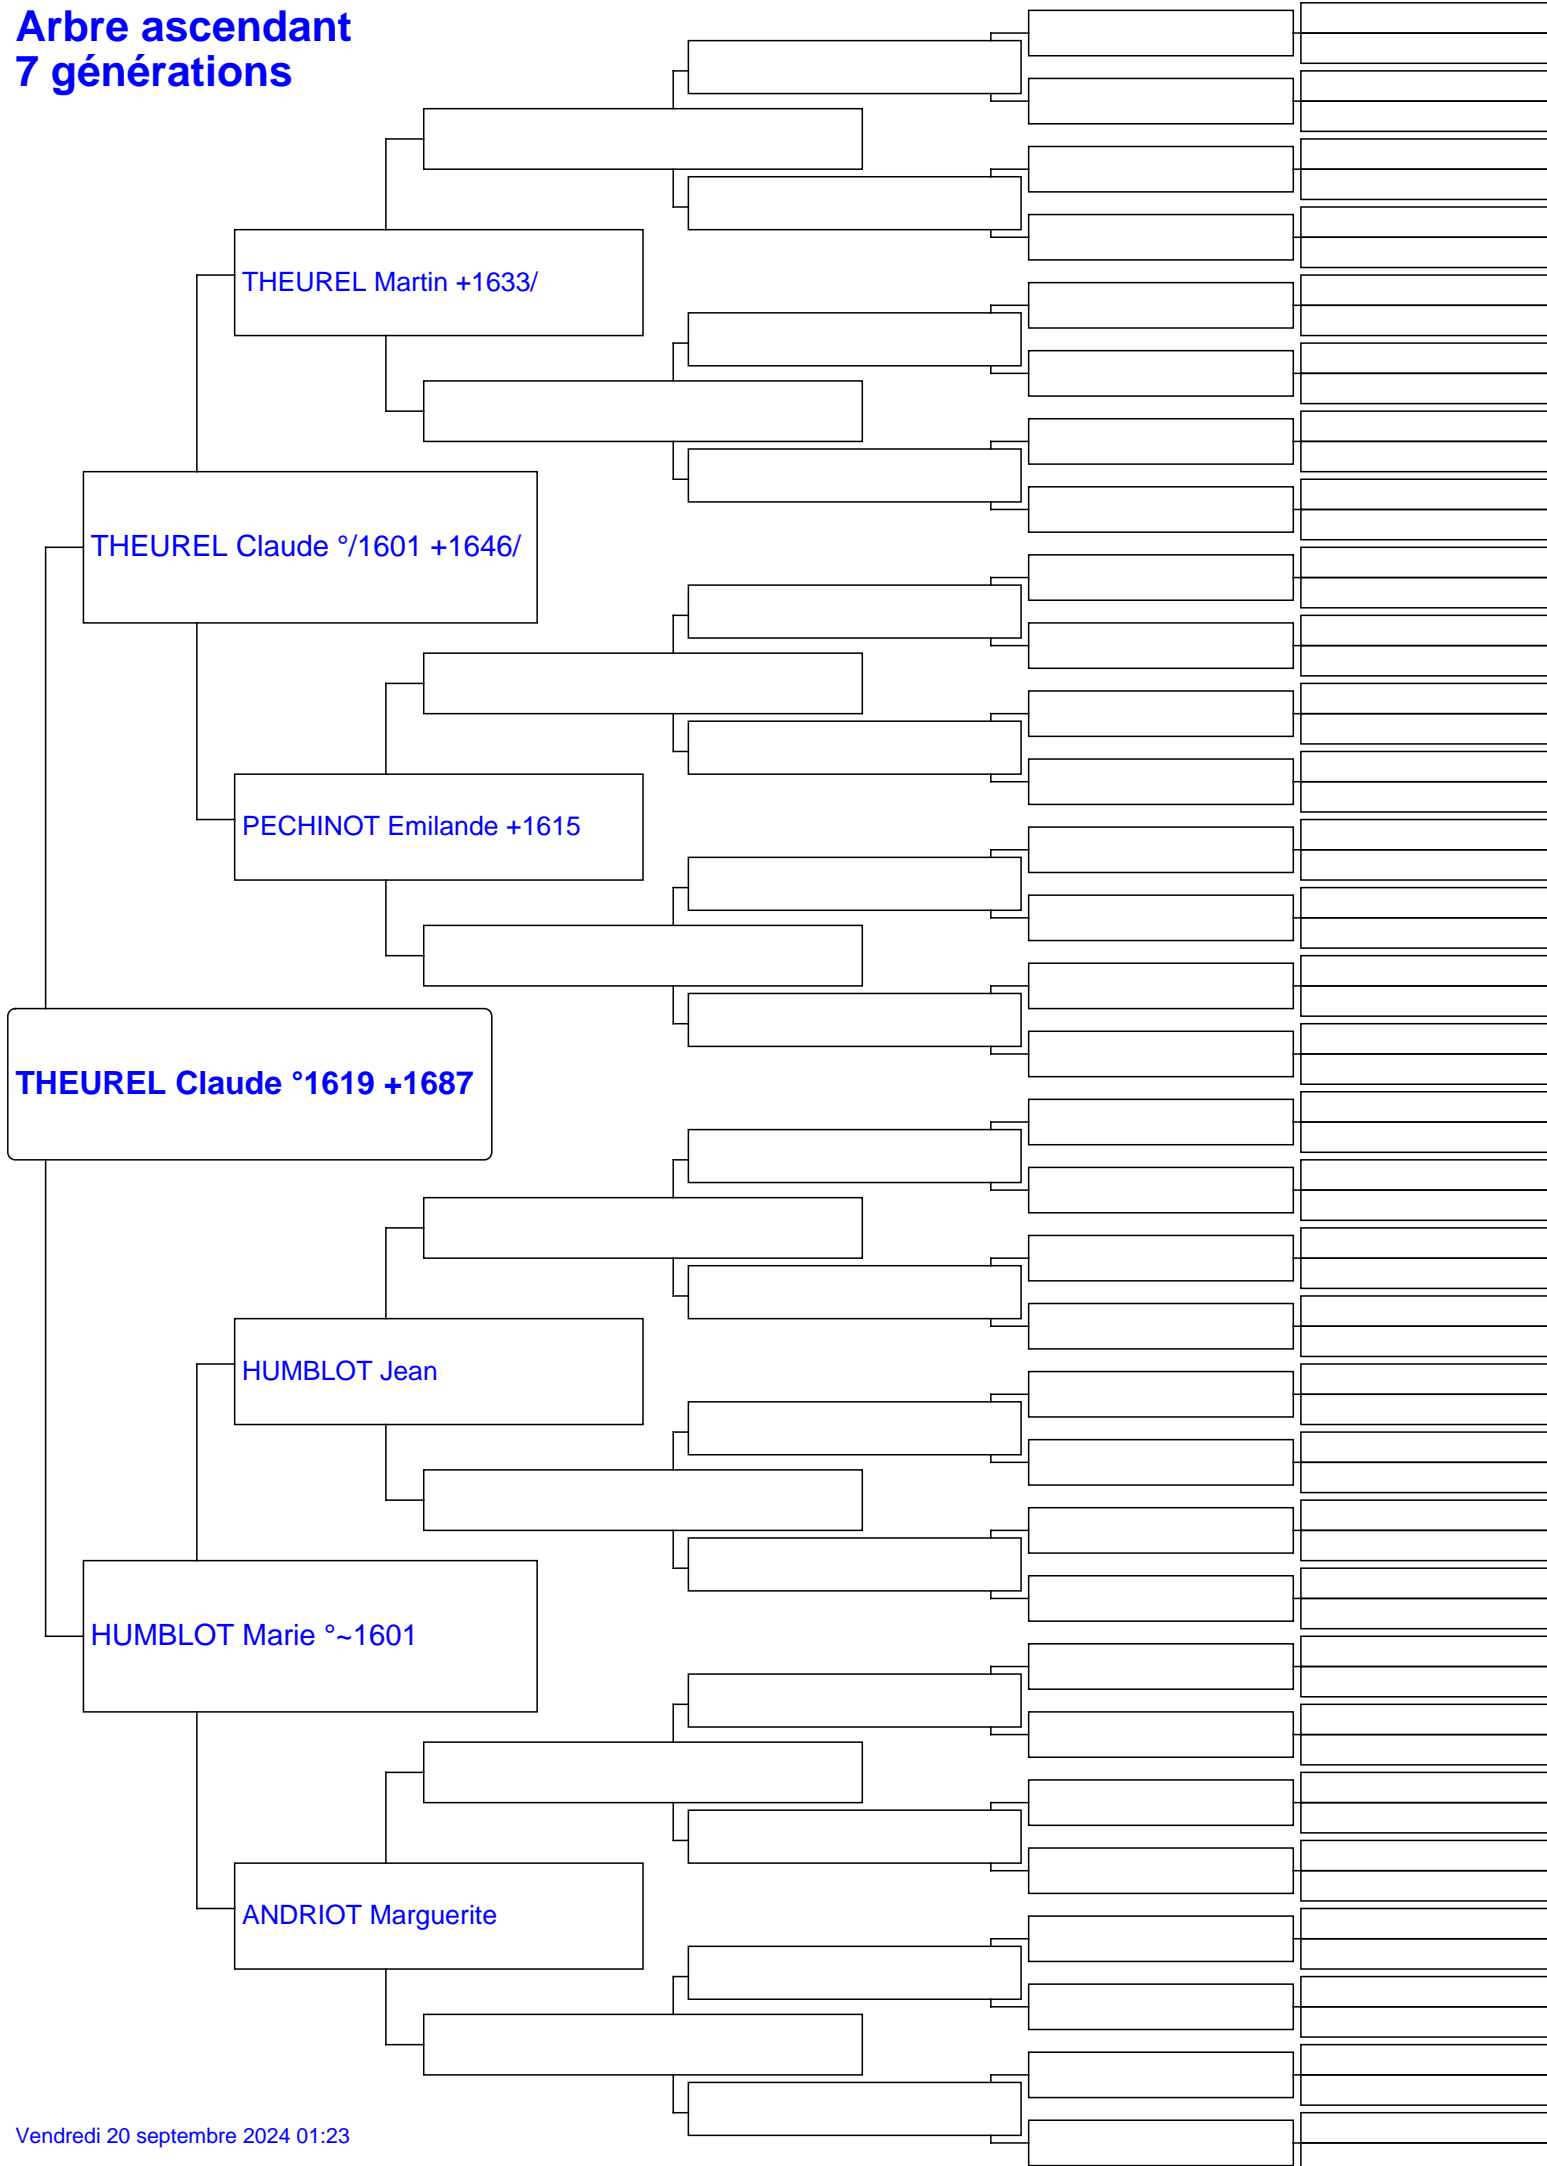 Arbre ascendant
7 générations
THEUREL Martin +1633/
THEUREL Claude °/1601 +1646/
PECHINOT Emilande +1615
THEUREL Claude °1619 +1687
HUMBLOT Jean
HUMBLOT Marie °~1601
ANDRIOT Marguerite
Vendredi 20 septembre 2024 01:23